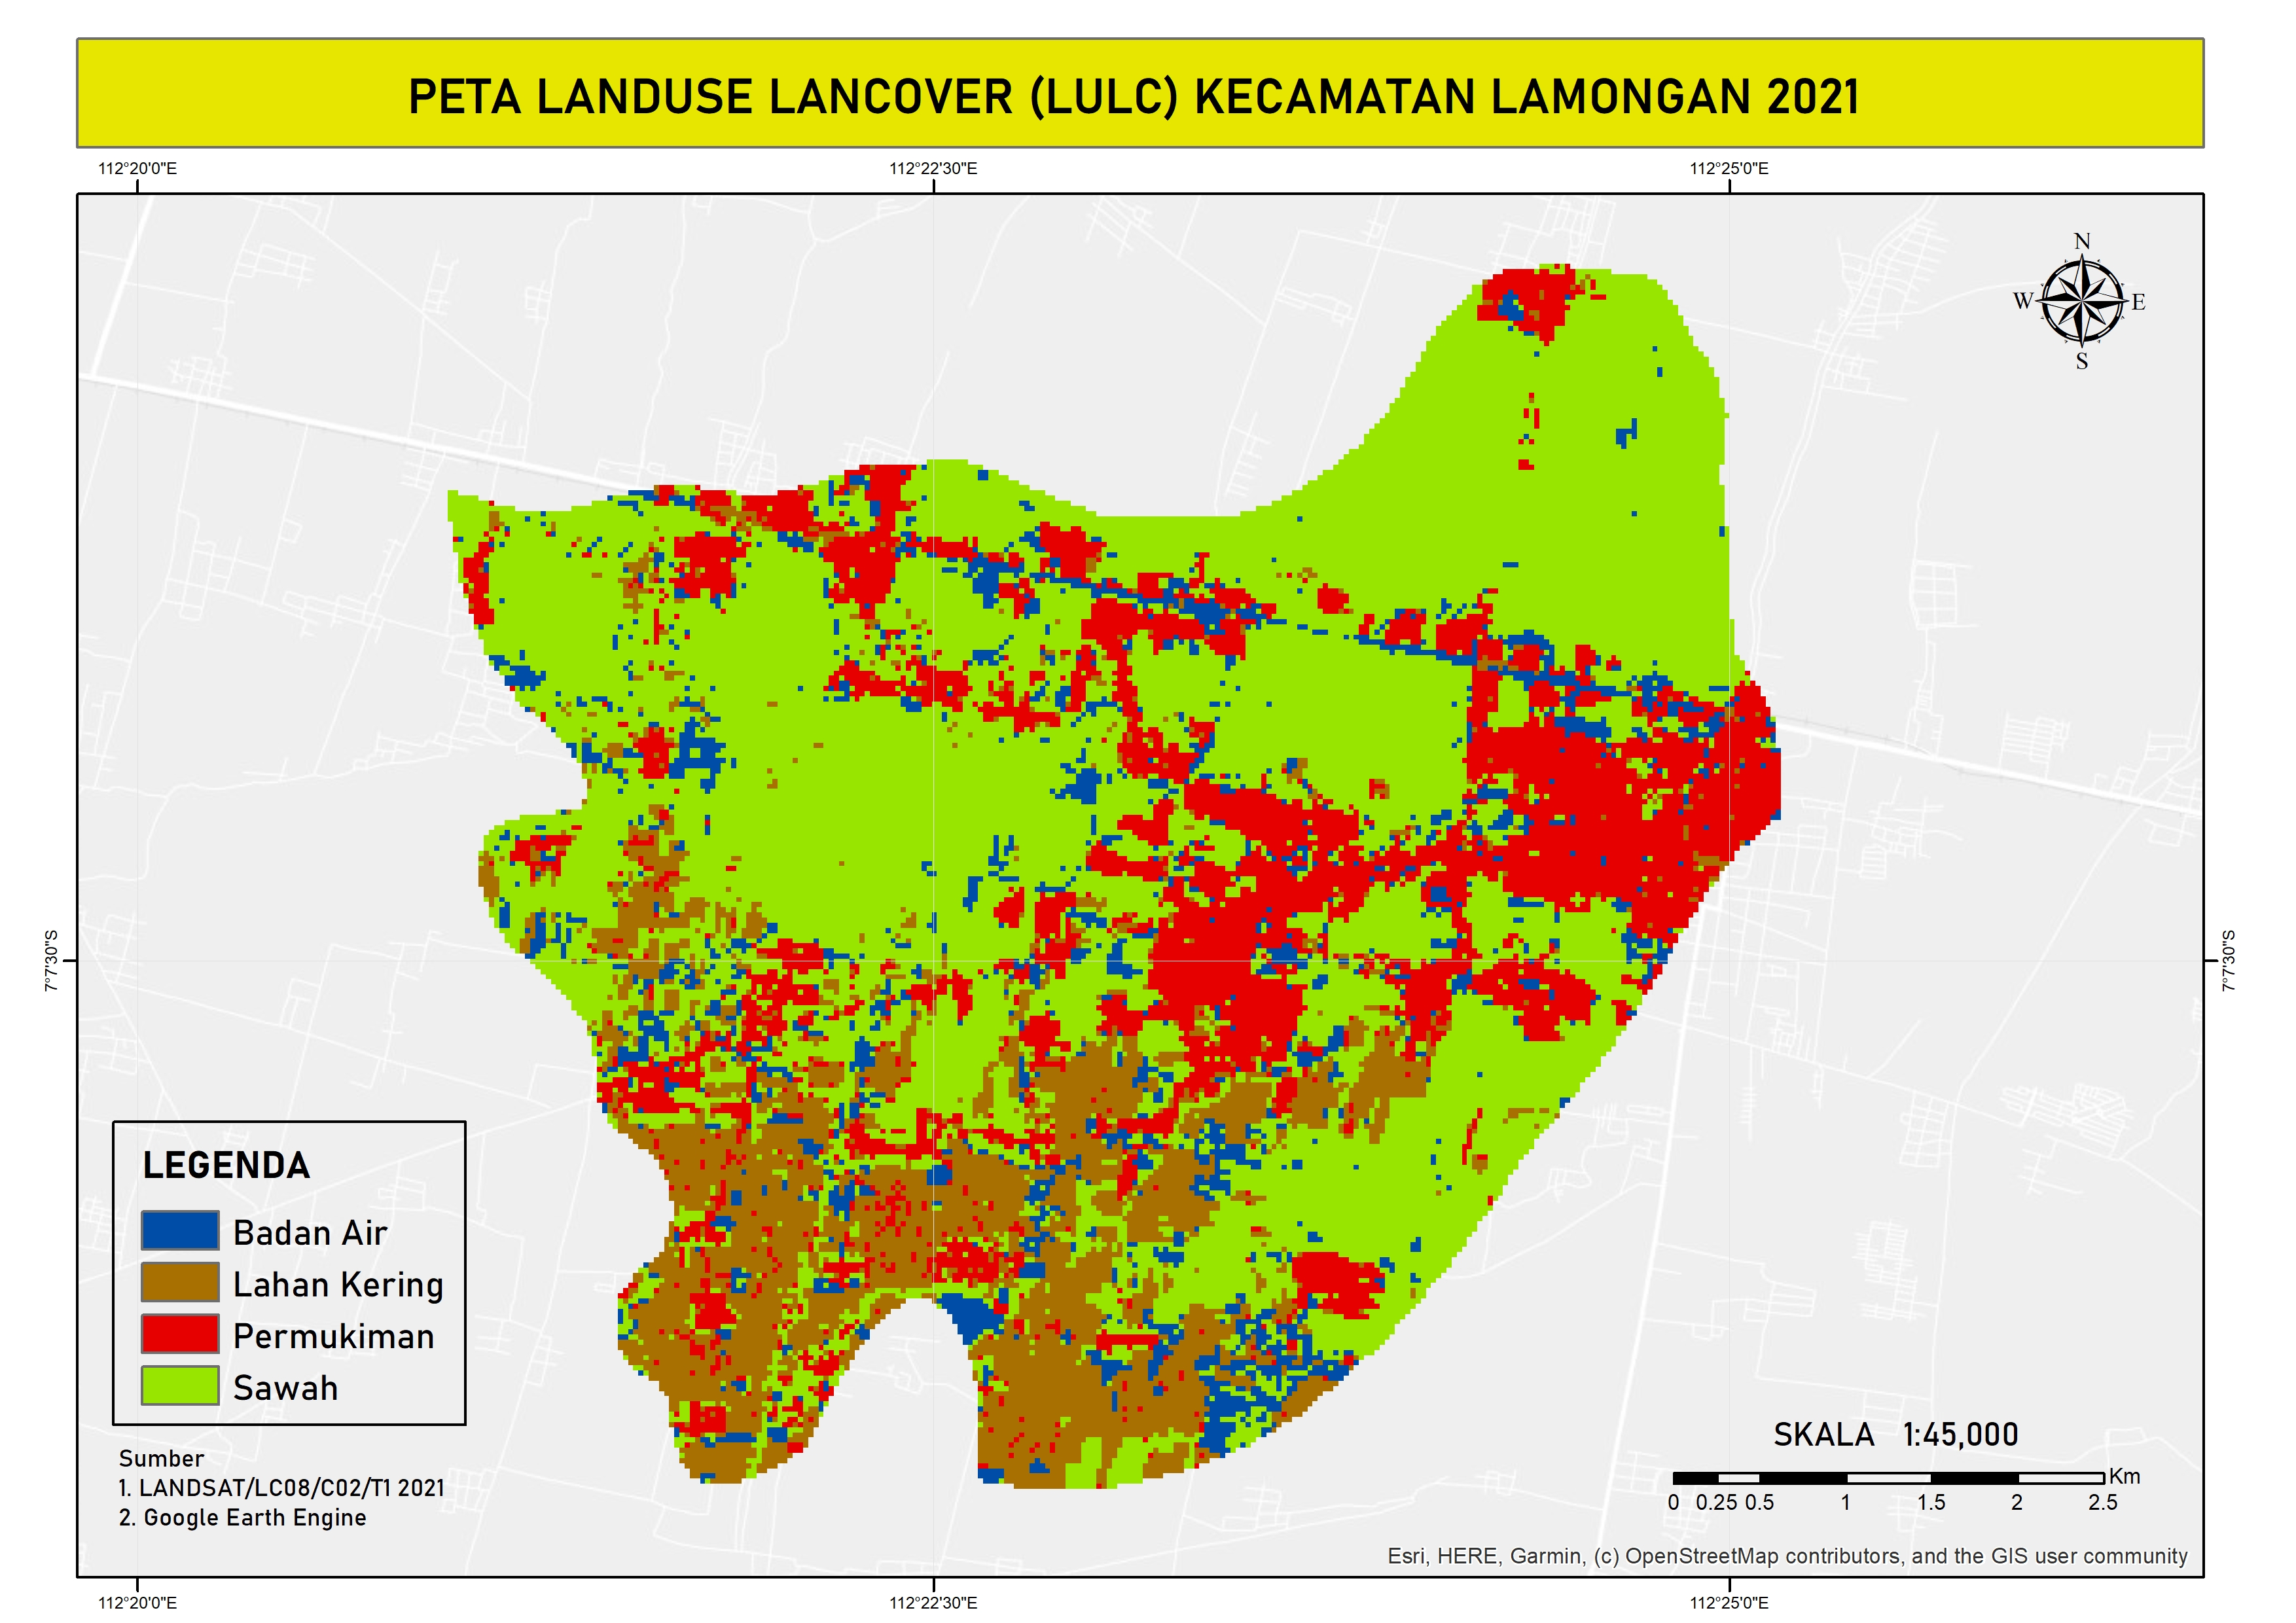 PETA LANDUSE LANCOVER (LULC) KECAMATAN LAMONGAN 2021
112°20'0"E 112°22'30"E 112°25'0"E
N
W E
S
7°7'30"S 7°7'30"S
LEGENDA
Badan Air
Lahan Kering
Permukiman
Sawah
Sumber
1. LANDSAT/LC08/C02/T1 2021
2. Google Earth Engine
SKALA 1:45,000
Km
0 0.25 0.5 1 1.5 2 2.5
Esri, HERE, Garmin, (c) OpenStreetMap contributors, and the GIS user community
112°20'0"E 112°22'30"E 112°25'0"E